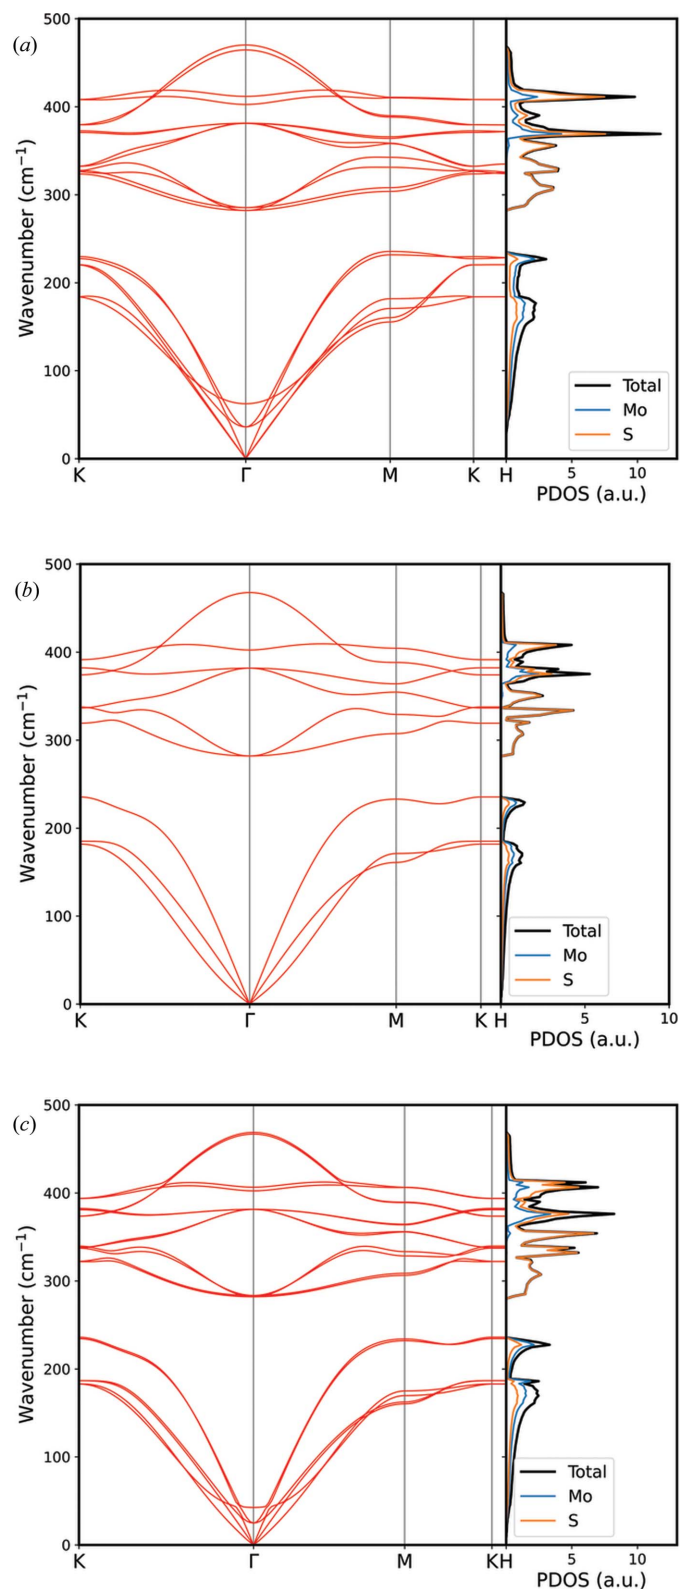 (a)
500
400
300
200
100
0
Wavenumber (cm⁻¹)
K Γ M K H 5 10
PDOS (a.u.)
Total
Mo
S
(b)
500
400
300
200
100
0
Wavenumber (cm⁻¹)
K Γ M K H 5 10
PDOS (a.u.)
Total
Mo
S
(c)
500
400
300
200
100
0
Wavenumber (cm⁻¹)
K Γ M K H 5 10
PDOS (a.u.)
Total
Mo
S